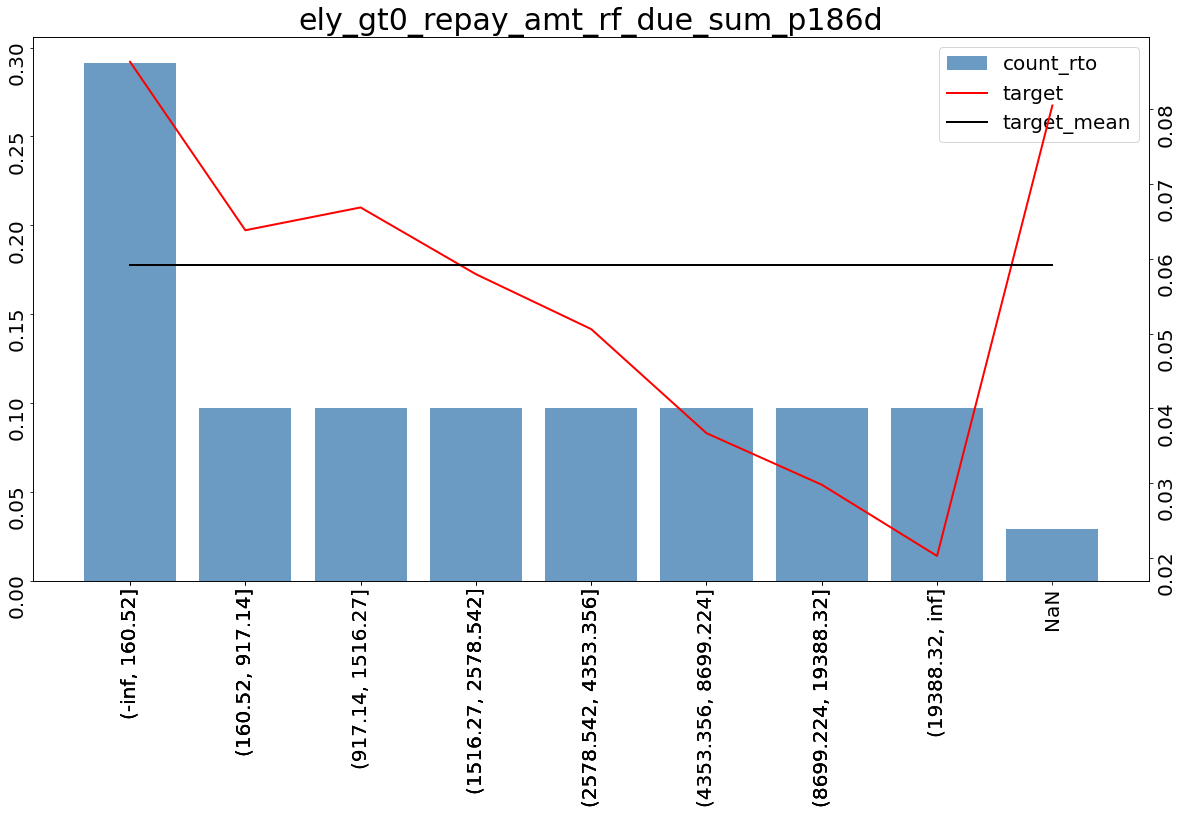 ely_gt0_repay_amt_rf_due_sum_p186d
count_rto
target
target_mean
0.30
0.25
0.20
0.15
0.10
0.05
0.00
0.08
0.07
0.06
0.05
0.04
0.03
0.02
(-inf, 160.52]
(160.52, 917.14]
(917.14, 1516.27]
(1516.27, 2578.542]
(2578.542, 4353.356]
(4353.356, 8699.224]
(8699.224, 19388.32]
(19388.32, inf]
NaN